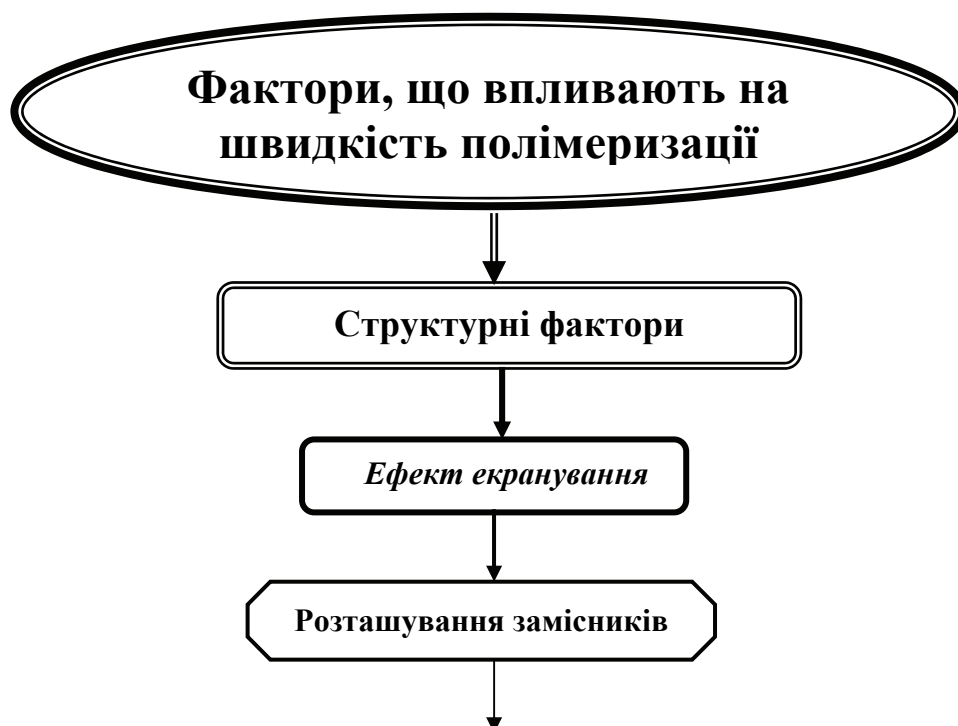 Фактори, що впливають на
швидкість полімеризації
Структурні фактори
Ефект екранування
Розташування замісників